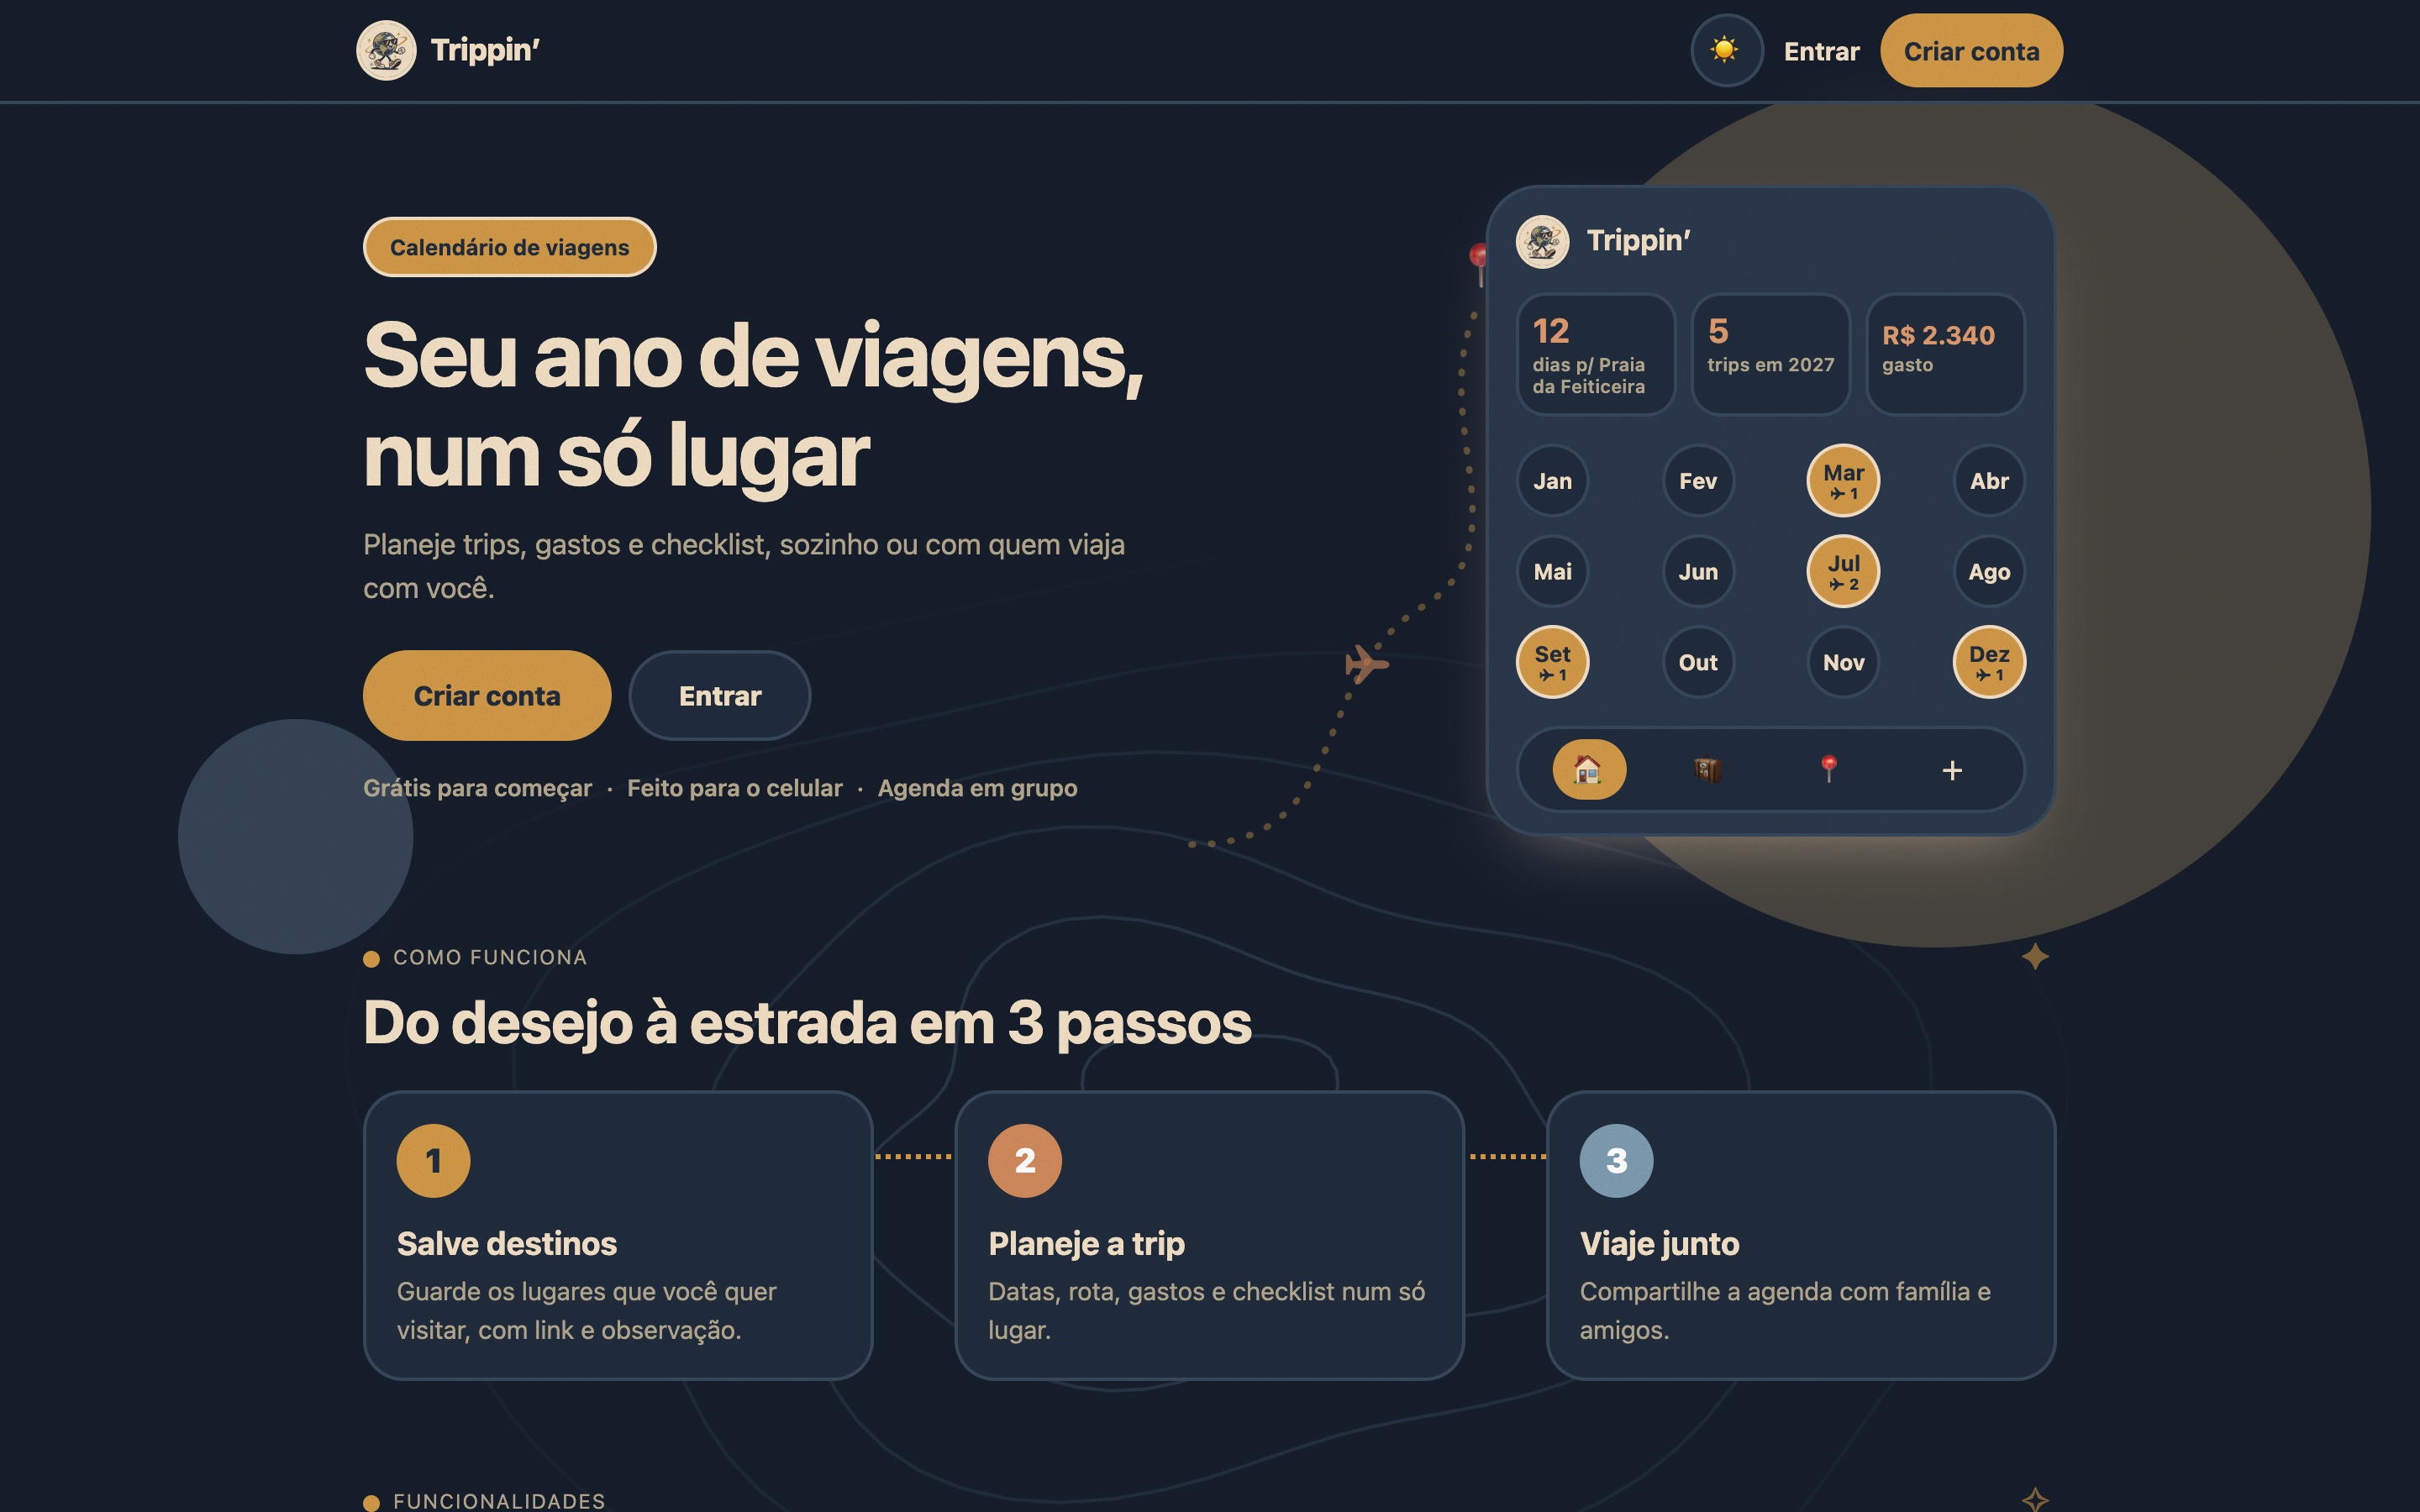 Trippin’
Entrar
Criar conta
Calendário de viagens
Seu ano de viagens,
num só lugar
Planeje trips, gastos e checklist, sozinho ou com quem viaja
com você.
Criar conta
Entrar
Grátis para começar · Feito para o celular · Agenda em grupo
Trippin’
12
dias p/ Praia
da Feiticeira
5
trips em 2027
R$ 2.340
gasto
Jan
Fev
Mar
✈ 1
Abr
Mai
Jun
Jul
✈ 2
Ago
Set
✈ 1
Out
Nov
Dez
✈ 1
+
COMO FUNCIONA
Do desejo à estrada em 3 passos
1
Salve destinos
Guarde os lugares que você quer
visitar, com link e observação.
2
Planeje a trip
Datas, rota, gastos e checklist num só
lugar.
3
Viaje junto
Compartilhe a agenda com família e
amigos.
FUNCIONALIDADES